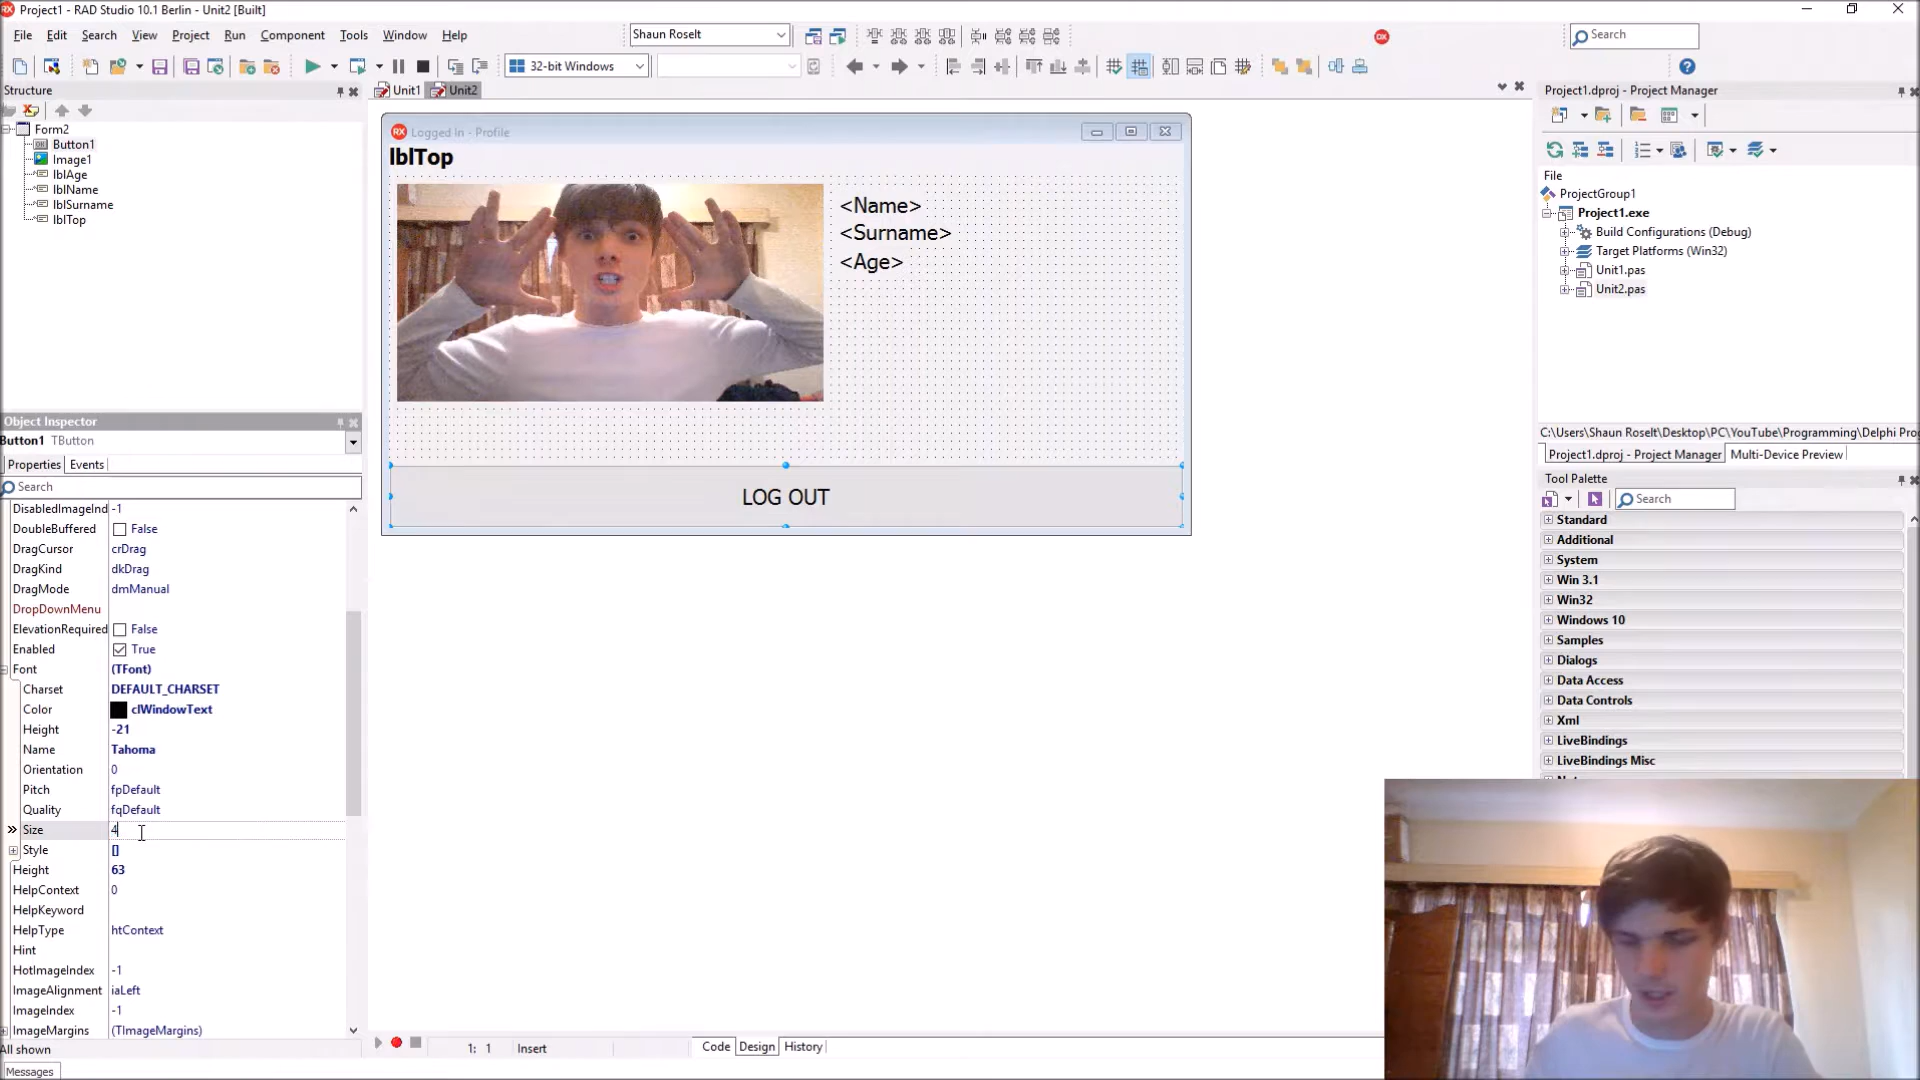 Project1 - RAD Studio 10.1 Berlin - Unit2 [Built]
File Edit Search View Project Run Component Tools Window Help
Shaun Roselt
Search
32-bit Windows
Structure
Form2
Button1
Image1
lblAge
lblName
lblSurname
lblTop
Object Inspector
Button1 TButton
Properties Events
Search
DisabledImageInd -1
DoubleBuffered False
DragCursor crDrag
DragKind dkDrag
DragMode dmManual
DropDownMenu
ElevationRequired False
Enabled True
Font (TFont)
Charset DEFAULT_CHARSET
Color clWindowText
Height -21
Name Tahoma
Orientation 0
Pitch fpDefault
Quality fqDefault
Size 4
Style []
Height 63
HelpContext 0
HelpKeyword
HelpType htContext
Hint
HotImageIndex -1
ImageAlignment iaLeft
ImageIndex -1
ImageMargins (TImageMargins)
All shown
Messages
Unit1 Unit2
Logged In - Profile
lblTop
<Name>
<Surname>
<Age>
LOG OUT
1: 1 Insert
Code Design History
Project1.dproj - Project Manager
File
ProjectGroup1
Project1.exe
Build Configurations (Debug)
Target Platforms (Win32)
Unit1.pas
Unit2.pas
C:\Users\Shaun Roselt\Desktop\PC\YouTube\Programming\Delphi Pro
Project1.dproj - Project Manager Multi-Device Preview
Tool Palette
Search
Standard
Additional
System
Win 3.1
Win32
Windows 10
Samples
Dialogs
Data Access
Data Controls
Xml
LiveBindings
LiveBindings Misc